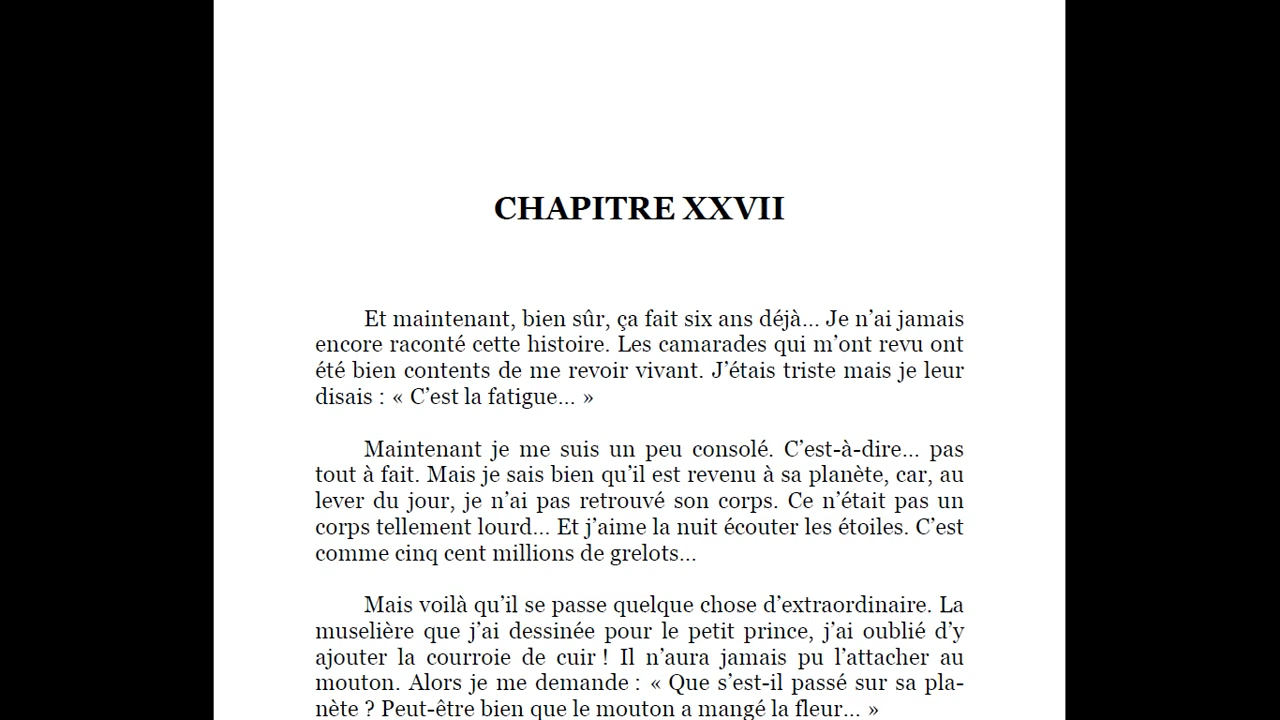 CHAPITRE XXVII
Et maintenant, bien sûr, ça fait six ans déjà… Je n’ai jamais
encore raconté cette histoire. Les camarades qui m’ont revu ont
été bien contents de me revoir vivant. J’étais triste mais je leur
disais : « C’est la fatigue… »
Maintenant je me suis un peu consolé. C’est-à-dire… pas
tout à fait. Mais je sais bien qu’il est revenu à sa planète, car, au
lever du jour, je n’ai pas retrouvé son corps. Ce n’était pas un
corps tellement lourd… Et j’aime la nuit écouter les étoiles. C’est
comme cinq cent millions de grelots…
Mais voilà qu’il se passe quelque chose d’extraordinaire. La
muselière que j’ai dessinée pour le petit prince, j’ai oublié d’y
ajouter la courroie de cuir ! Il n’aura jamais pu l’attacher au
mouton. Alors je me demande : « Que s’est-il passé sur sa pla-
nète ? Peut-être bien que le mouton a mangé la fleur… »